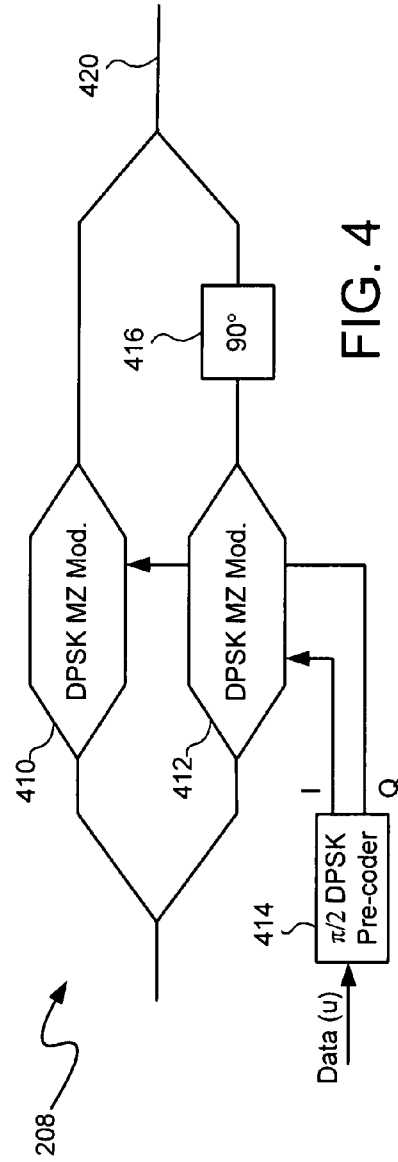 208
410
DPSK MZ Mod.
412
DPSK MZ Mod.
416
90°
420
414
Data (u)
π/2 DPSK
Pre-coder
I
Q
FIG. 4